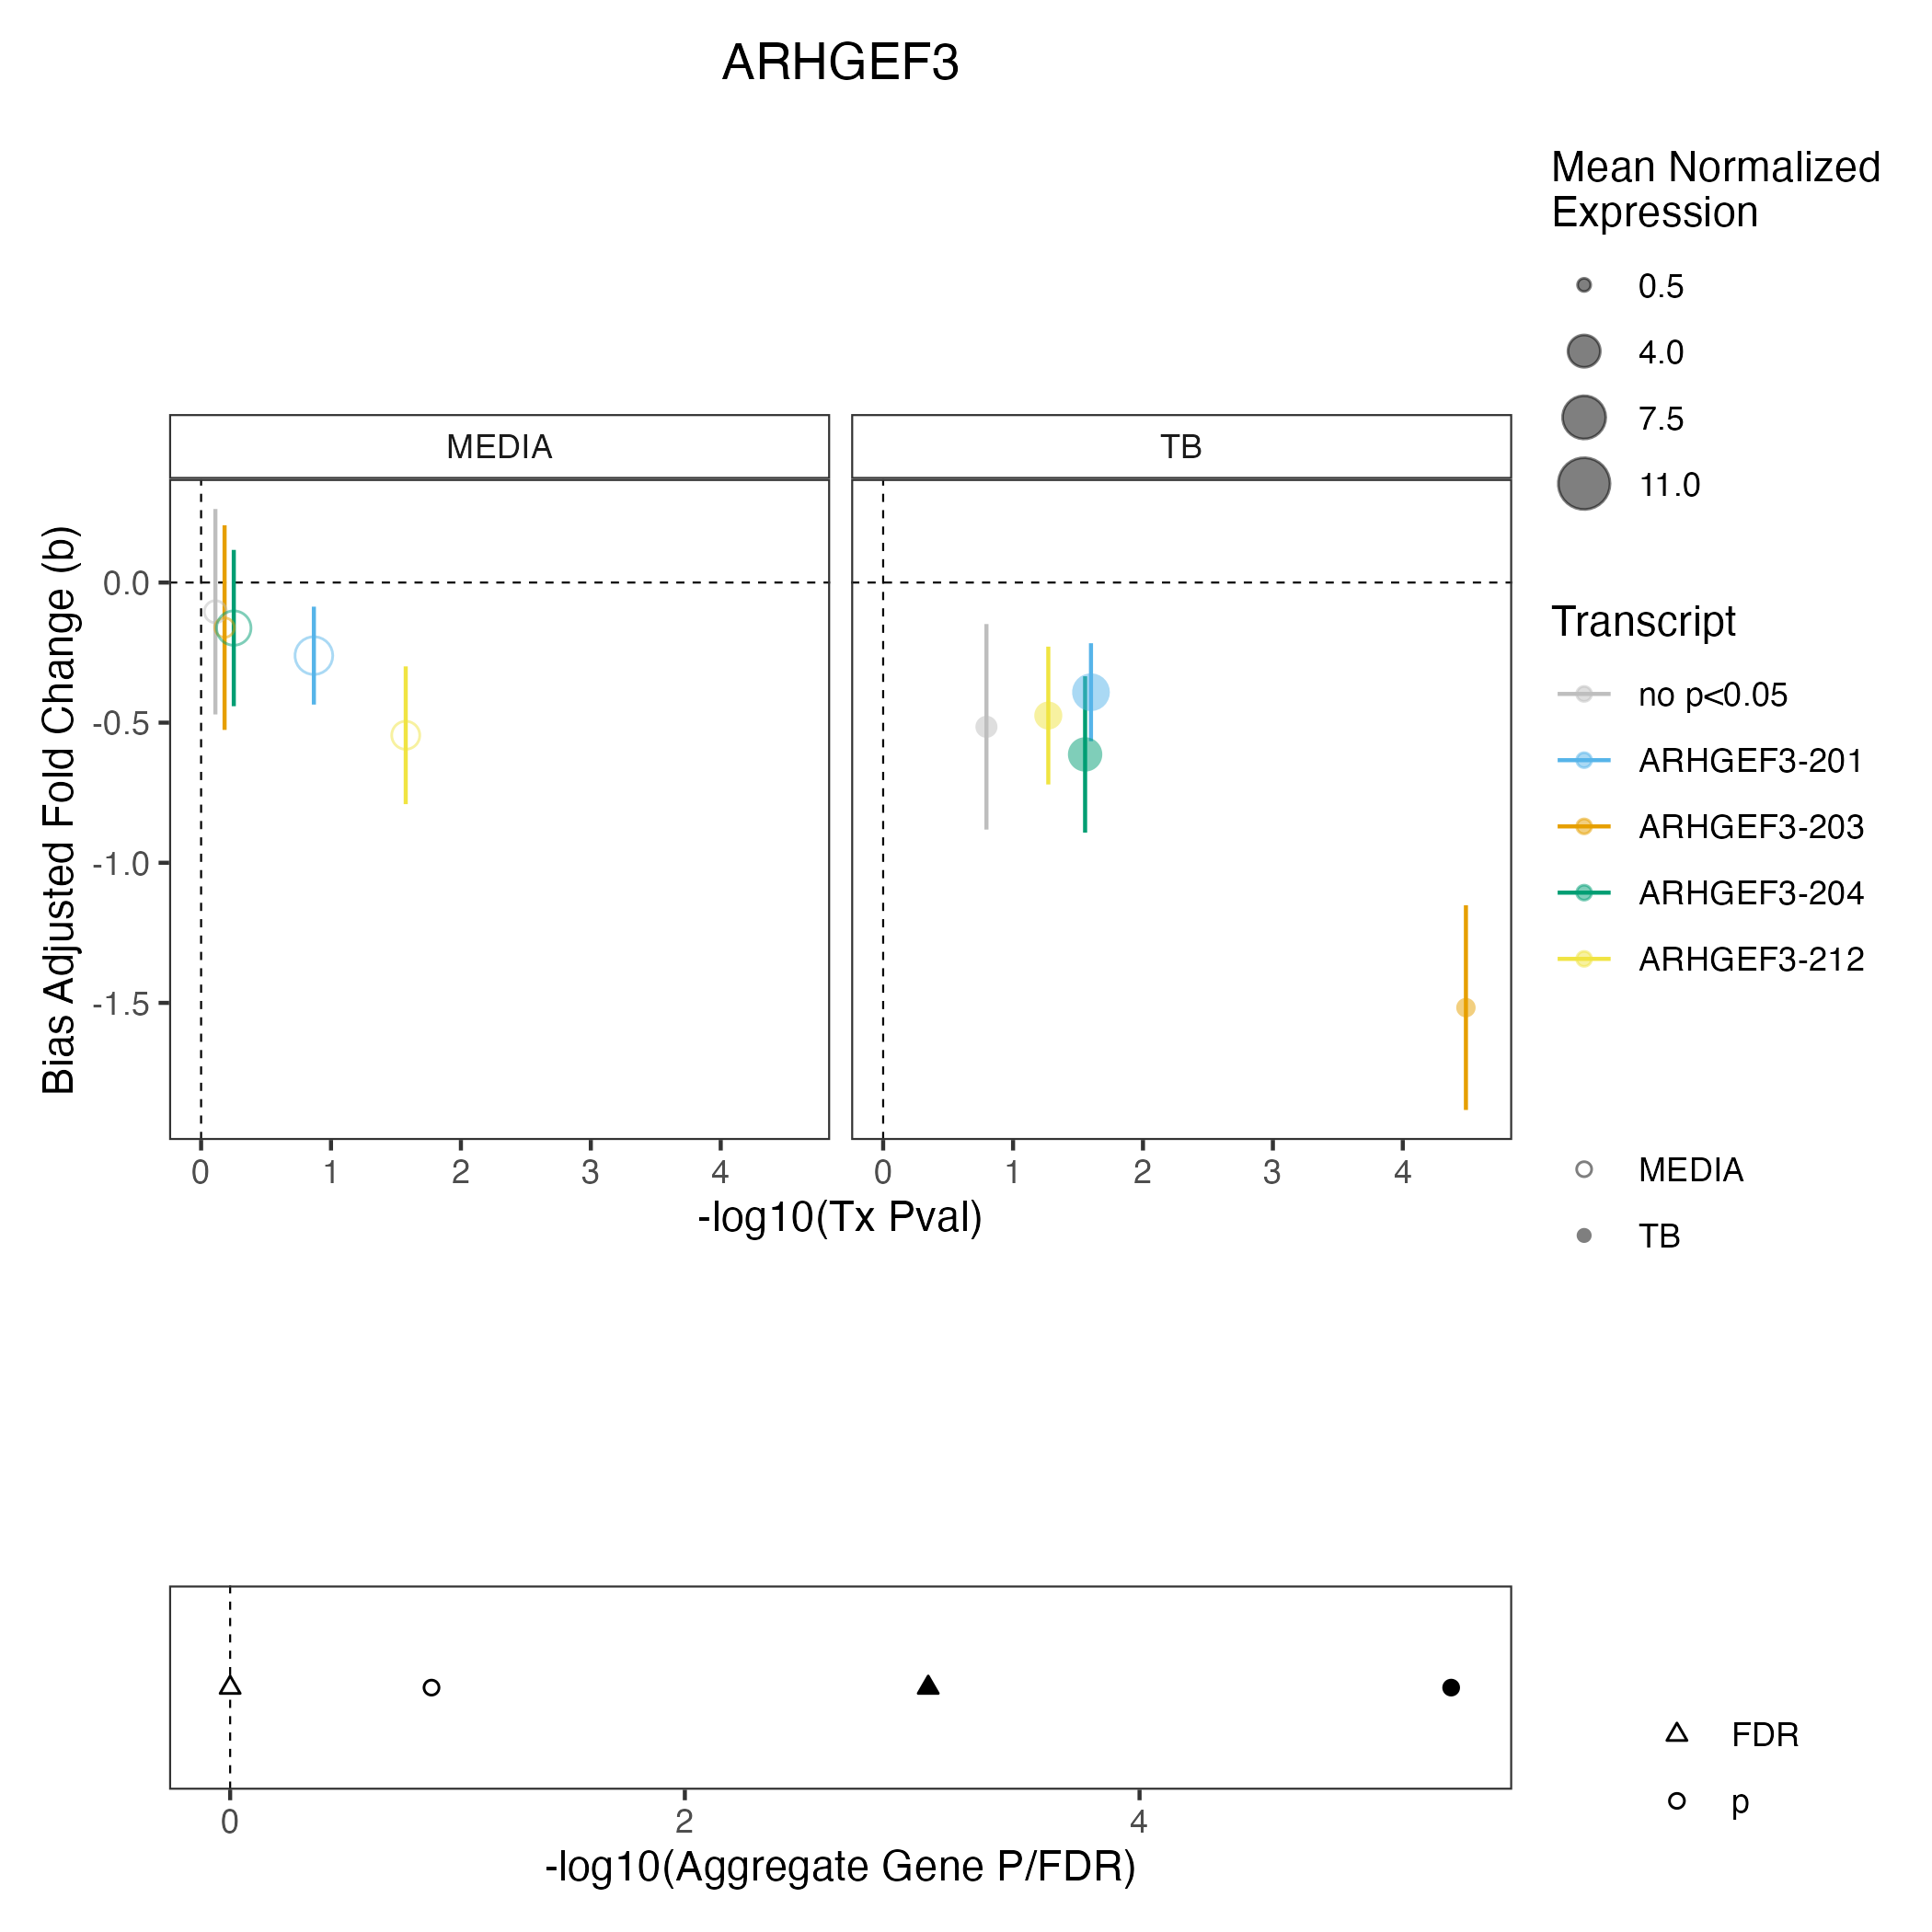 ARHGEF3
Mean Normalized
Expression
0.5
4.0
7.5
11.0
MEDIA
TB
Bias Adjusted Fold Change (b)
0.0
-0.5
-1.0
-1.5
0
1
2
3
4
0
1
2
3
4
-log10(Tx Pval)
Transcript
no p<0.05
ARHGEF3-201
ARHGEF3-203
ARHGEF3-204
ARHGEF3-212
MEDIA
TB
0
2
4
-log10(Aggregate Gene P/FDR)
FDR
p